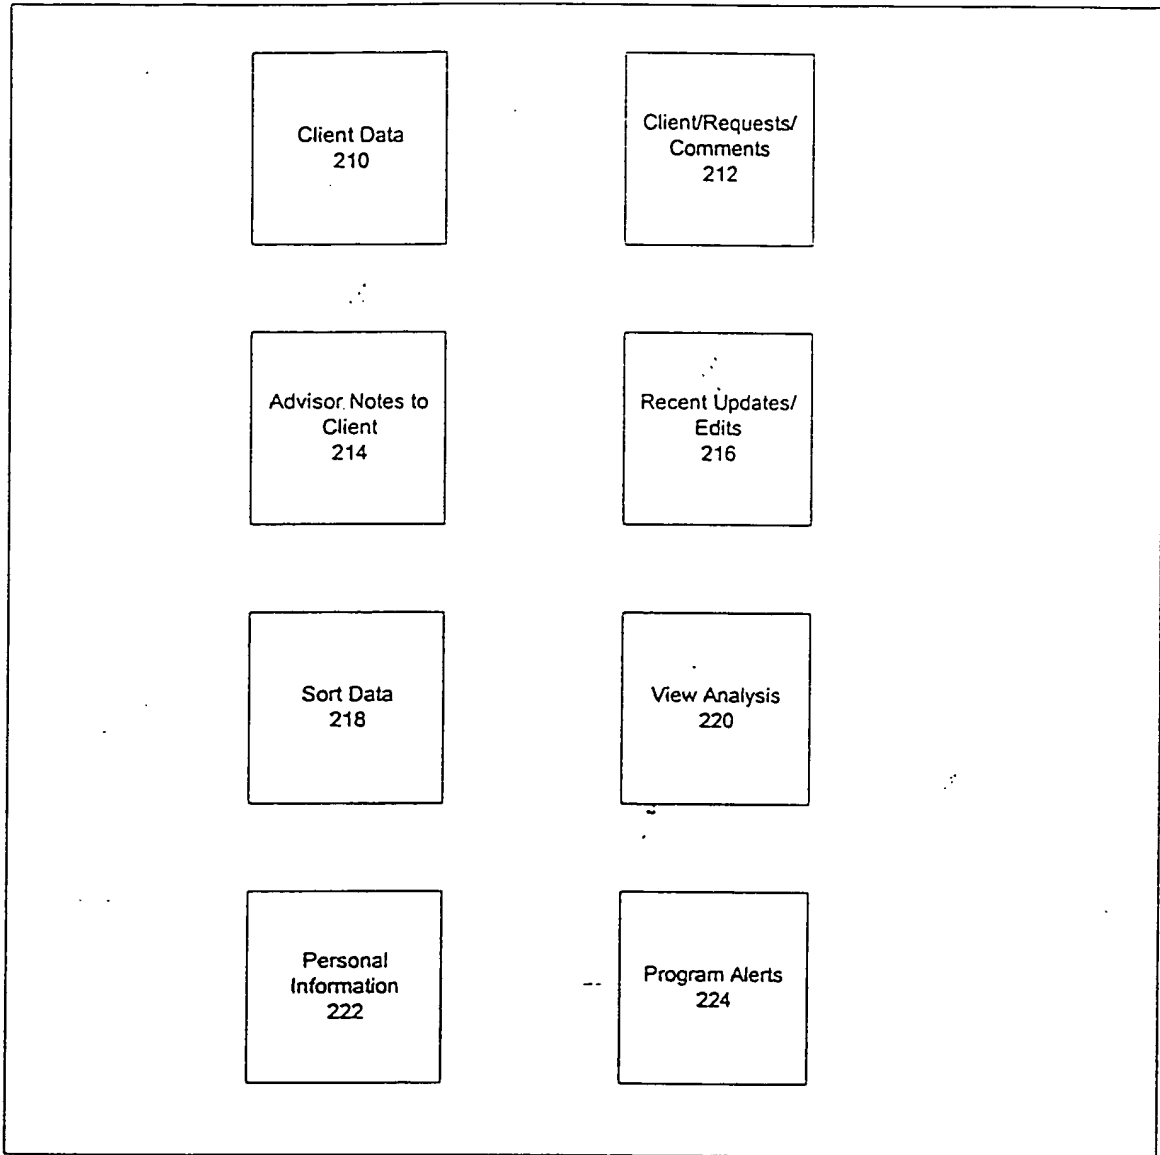 Client Data
210
Client/Requests/
Comments
212
Advisor Notes to
Client
214
Recent Updates/
Edits
216
Sort Data
218
View Analysis
220
Personal
Information
222
Program Alerts
224